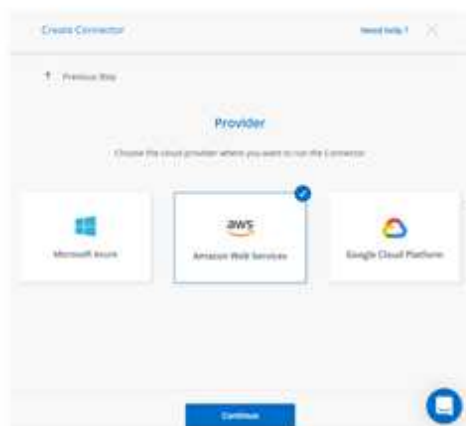 Create Connector
Need help ?
Previous Step
Provider
Choose the cloud provider where you want to run the Connector
aws
Microsoft Azure
Amazon Web Services
Google Cloud Platform
Continue